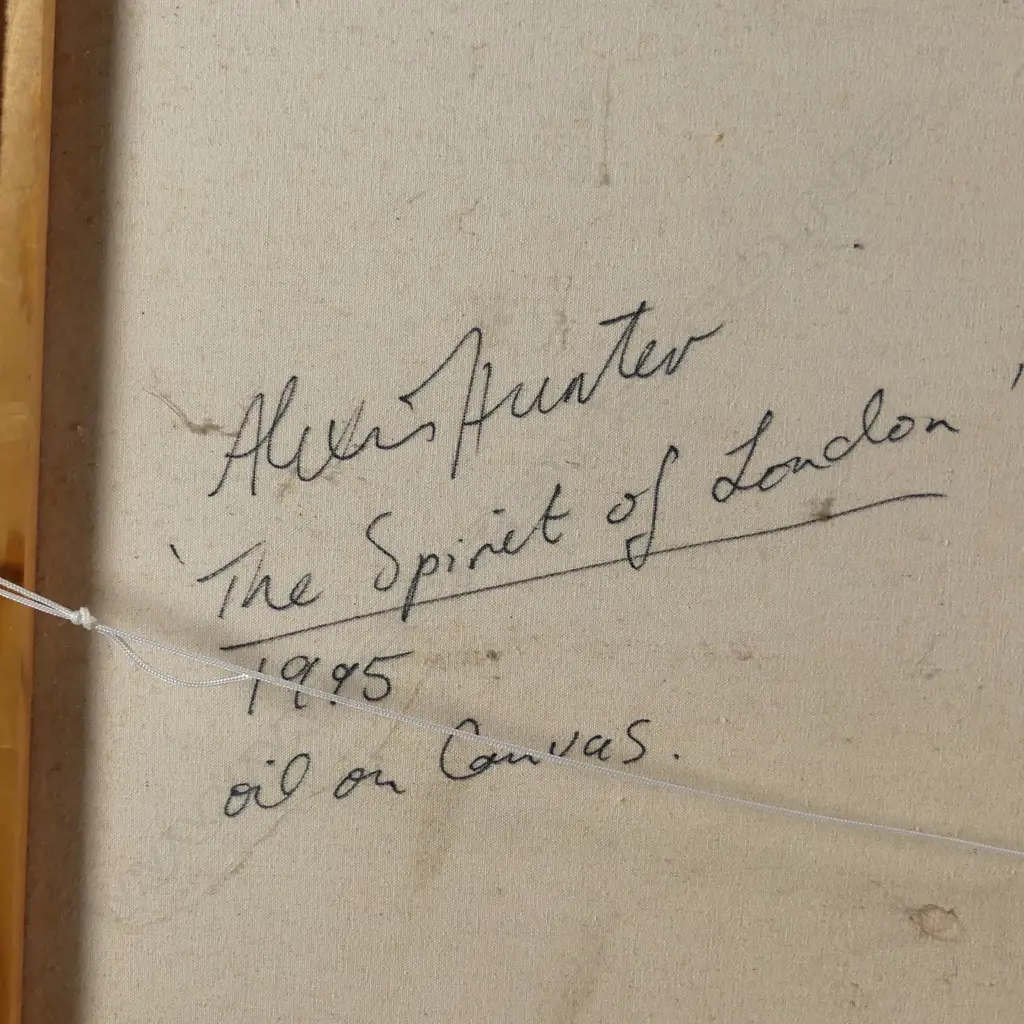 Alexis Hunter
'The Spirit of London'
1995
oil on Canvas.